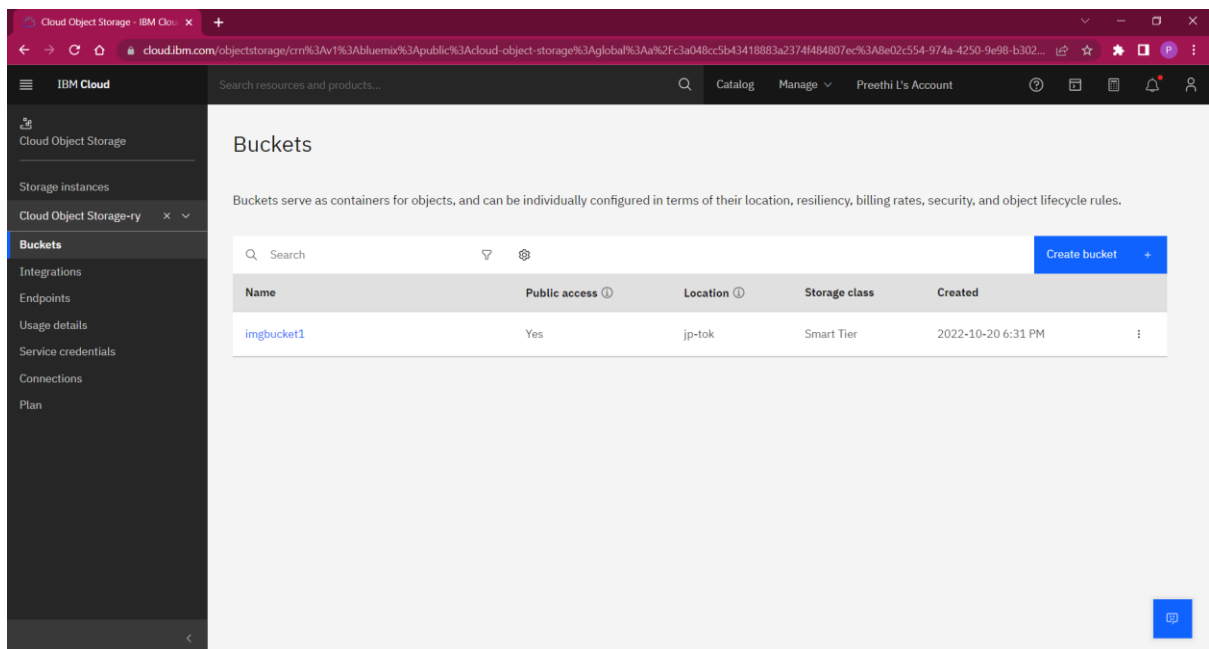 Cloud Object Storage - IBM Clou
cloud.ibm.com/objectstorage/crn%3Av1%3Abluemix%3Apublic%3Acloud-object-storage%3Aglobal%3Aa%2Fc3a048cc5b43418883a2374f484807ec%3A8e02c554-974a-4250-9e98-b302...
P
IBM Cloud
Search resources and products...
Catalog
Manage
Preethi L's Account
Cloud Object Storage
Storage instances
Cloud Object Storage-ry
Buckets
Integrations
Endpoints
Usage details
Service credentials
Connections
Plan
Buckets
Buckets serve as containers for objects, and can be individually configured in terms of their location, resiliency, billing rates, security, and object lifecycle rules.
Search
Create bucket +
Name Public access Location Storage class Created
imgbucket1 Yes jp-tok Smart Tier 2022-10-20 6:31 PM